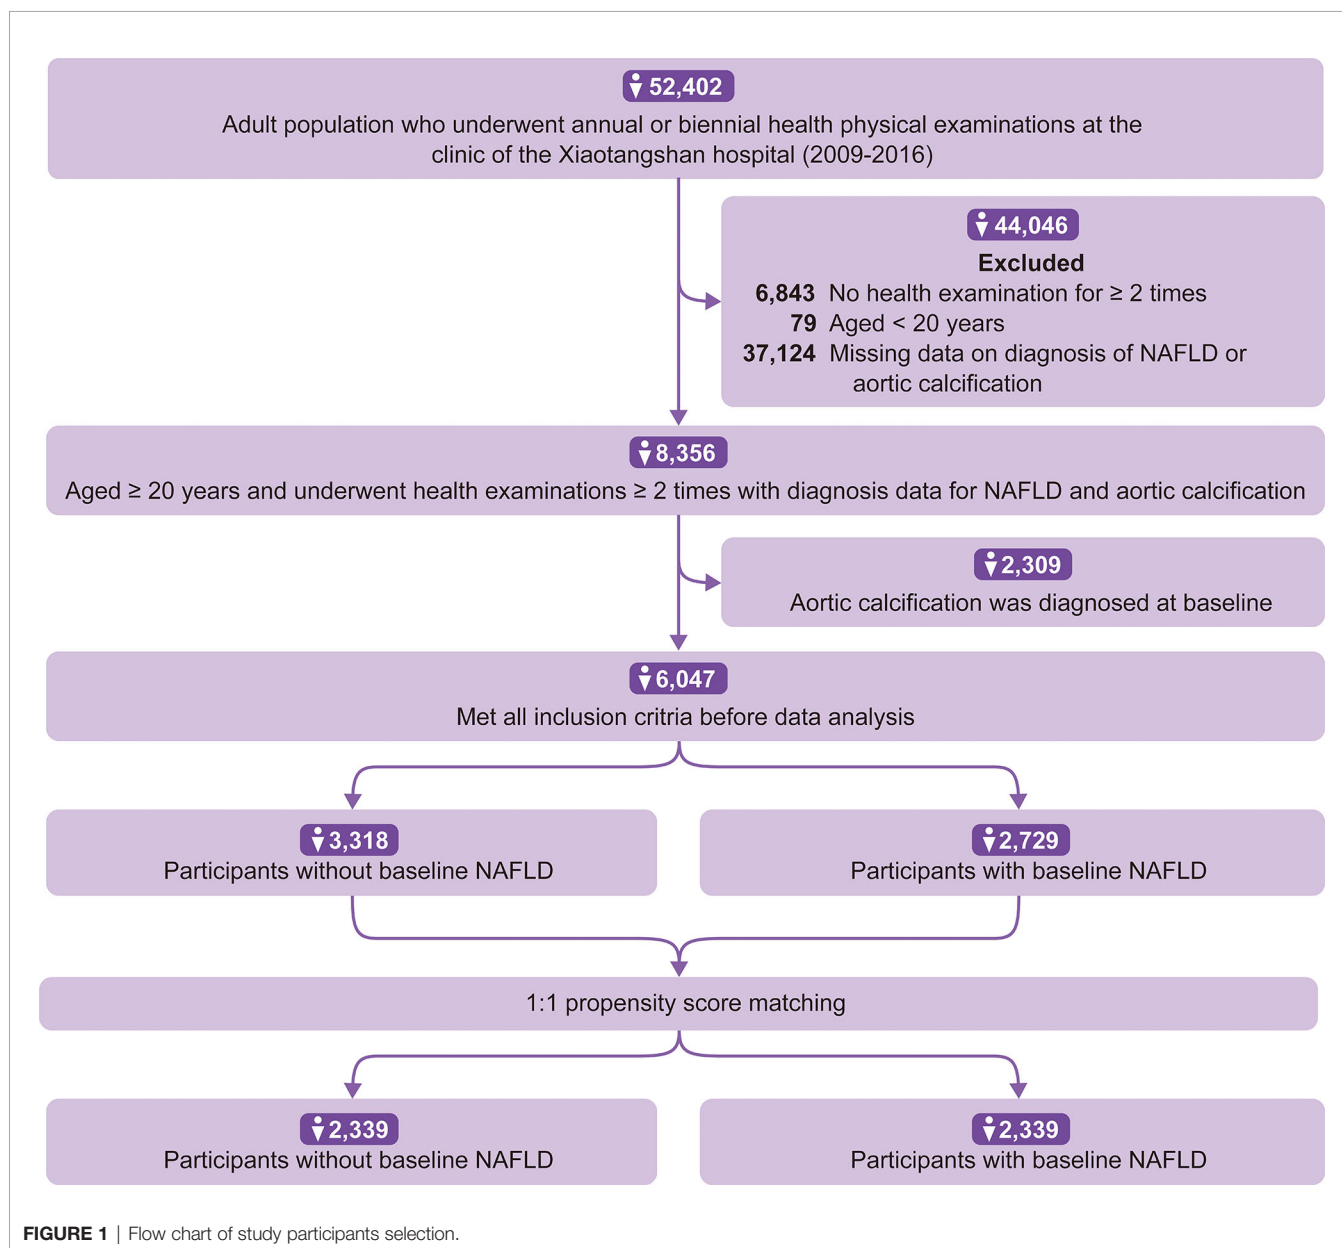 52,402
Adult population who underwent annual or biennial health physical examinations at the
clinic of the Xiaotangshan hospital (2009-2016)
44,046
Excluded
6,843 No health examination for ≥ 2 times
79 Aged < 20 years
37,124 Missing data on diagnosis of NAFLD or
aortic calcification
8,356
Aged ≥ 20 years and underwent health examinations ≥ 2 times with diagnosis data for NAFLD and aortic calcification
2,309
Aortic calcification was diagnosed at baseline
6,047
Met all inclusion critria before data analysis
3,318
Participants without baseline NAFLD
2,729
Participants with baseline NAFLD
1:1 propensity score matching
2,339
Participants without baseline NAFLD
2,339
Participants with baseline NAFLD
FIGURE 1 | Flow chart of study participants selection.